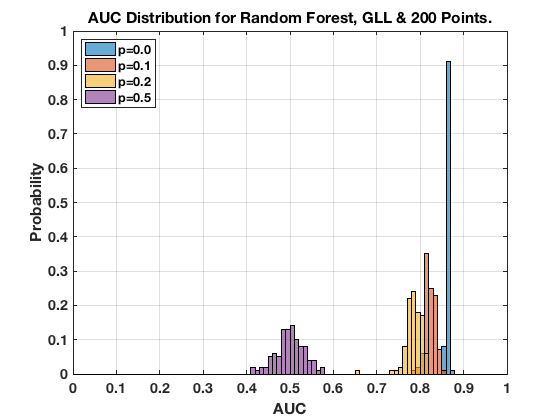 AUC Distribution for Random Forest, GLL & 200 Points.
p=0.0
p=0.1
p=0.2
p=0.5
Probability
1
0.9
0.8
0.7
0.6
0.5
0.4
0.3
0.2
0.1
0
0 0.1 0.2 0.3 0.4 0.5 0.6 0.7 0.8 0.9 1
AUC